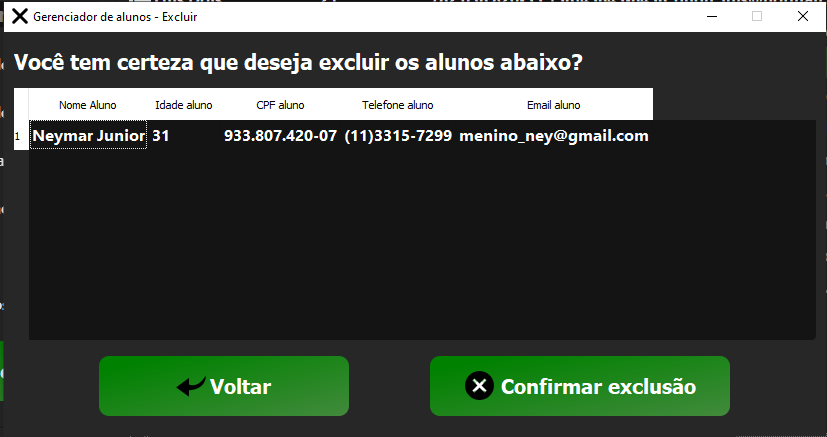 Gerenciador de alunos - Excluir
Você tem certeza que deseja excluir os alunos abaixo?
Nome Aluno Idade aluno CPF aluno Telefone aluno Email aluno
1 Neymar Junior 31 933.807.420-07 (11)3315-7299 menino_ney@gmail.com
Voltar Confirmar exclusão